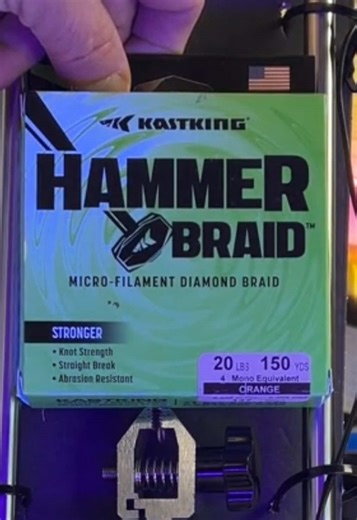 KASTKING
HAMMER
BRAID™
MICRO-FILAMENT DIAMOND BRAID
STRONGER
• Knot Strength
• Straight Break
• Abrasion Resistant
20 LBS 150 YDS
4 Mono Equivalent
ORANGE
KASTKING